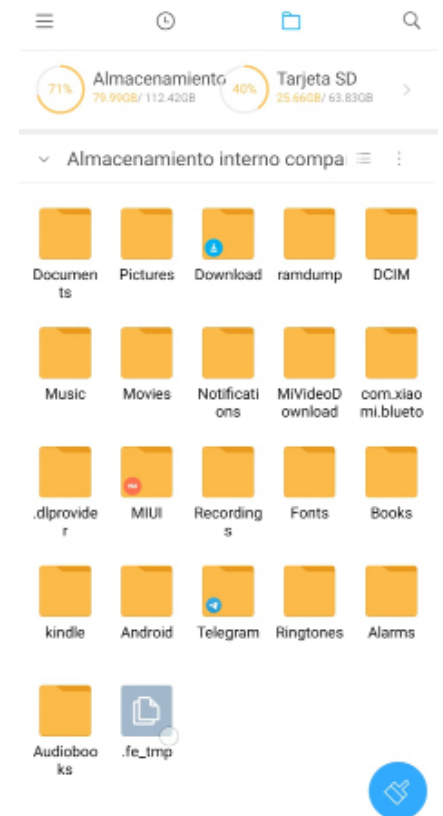 71% Almacenamiento 40% Tarjeta SD
79.99GB/ 112.42GB 25.66GB/ 63.83GB
Almacenamiento interno compa
Documen Pictures Download ramdump DCIM
ts
Music Movies Notificati MiVideoD com.xiao
ons ownload mi.blueto
.dlprovide MIUI Recording Fonts Books
r s
kindle Android Telegram Ringtones Alarms
Audioboo .fe_tmp
ks